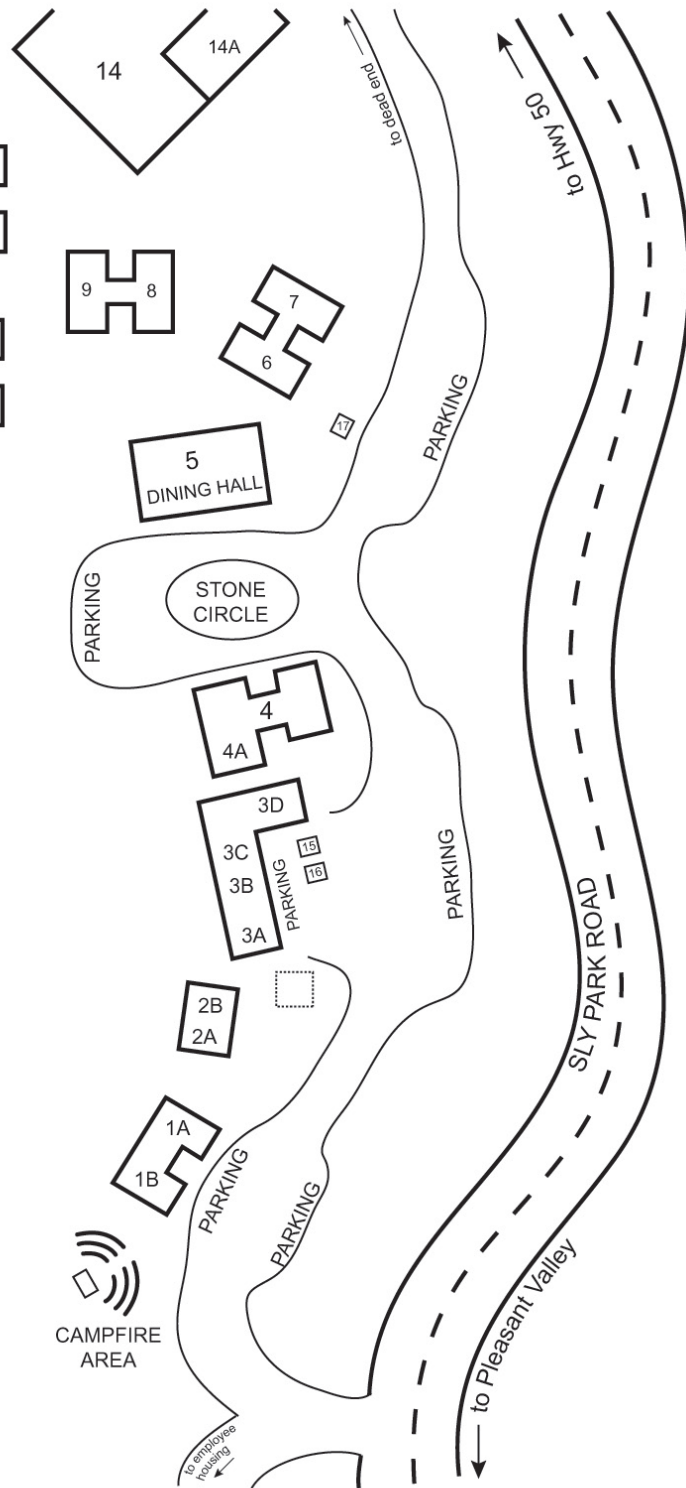 14
14A
to dead end
to Hwy 50
9
8
7
6
PARKING
17
5
DINING HALL
PARKING
STONE
CIRCLE
4
4A
3D
3C
3B
3A
PARKING
15
16
PARKING
SLY PARK ROAD
2B
2A
1A
1B
PARKING
PARKING
CAMPFIRE
AREA
to Pleasant Valley
to employee
housing